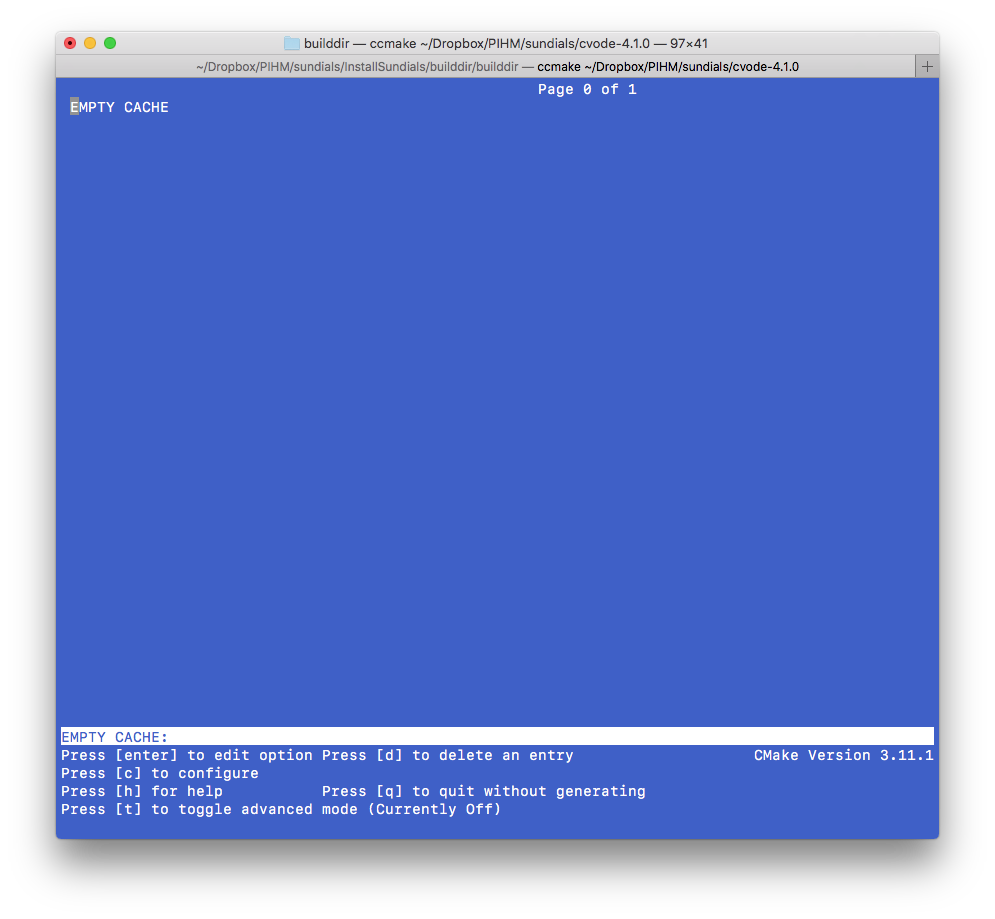 builddir — ccmake ~/Dropbox/PIHM/sundials/cvode-4.1.0 — 97×41
~/Dropbox/PIHM/sundials/InstallSundials/builddir/builddir — ccmake ~/Dropbox/PIHM/sundials/cvode-4.1.0 +
Page 0 of 1
EMPTY CACHE
EMPTY CACHE:
Press [enter] to edit option Press [d] to delete an entry CMake Version 3.11.1
Press [c] to configure
Press [h] for help Press [q] to quit without generating
Press [t] to toggle advanced mode (Currently Off)